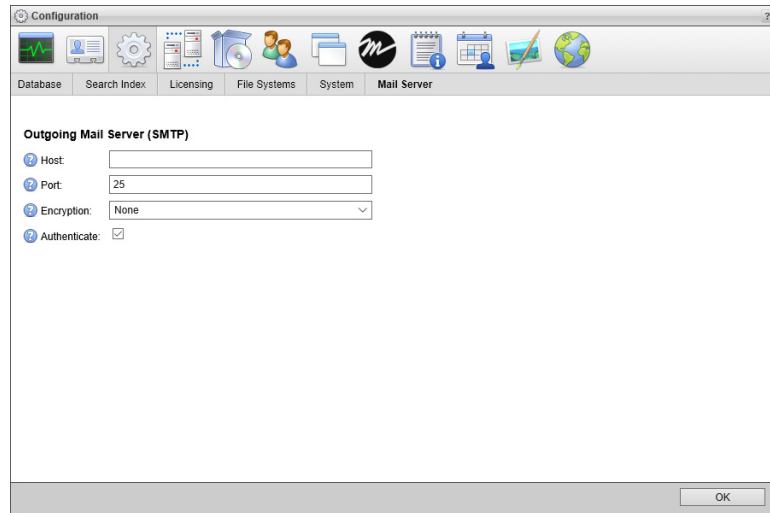 Configuration
?
Database Search Index Licensing File Systems System Mail Server
Outgoing Mail Server (SMTP)
? Host:
? Port: 25
? Encryption: None
? Authenticate:
OK